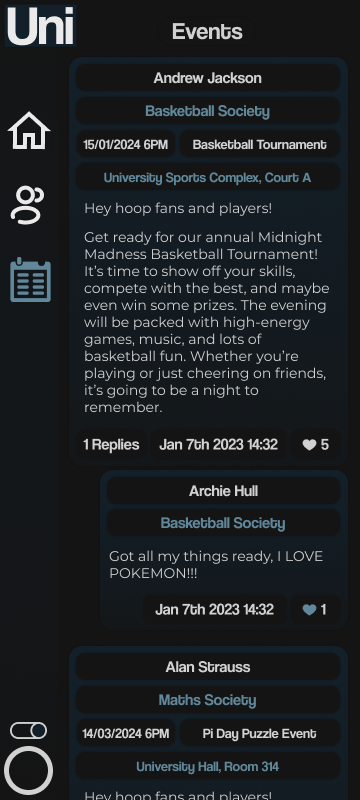 Uni
Events
Andrew Jackson
Basketball Society
15/01/2024 6PM
Basketball Tournament
University Sports Complex, Court A
Hey hoop fans and players!
Get ready for our annual Midnight
Madness Basketball Tournament!
It's time to show off your skills,
compete with the best, and maybe
even win some prizes. The evening
will be packed with high-energy
games, music, and lots of
basketball fun. Whether you're
playing or just cheering on friends,
it's going to be a night to
remember.
1 Replies
Jan 7th 2023 14:32
5
Archie Hull
Basketball Society
Got all my things ready, I LOVE
POKEMON!!!
Jan 7th 2023 14:32
1
Alan Strauss
Maths Society
14/03/2024 6PM
Pi Day Puzzle Event
University Hall, Room 314
Hey hoop fans and players!